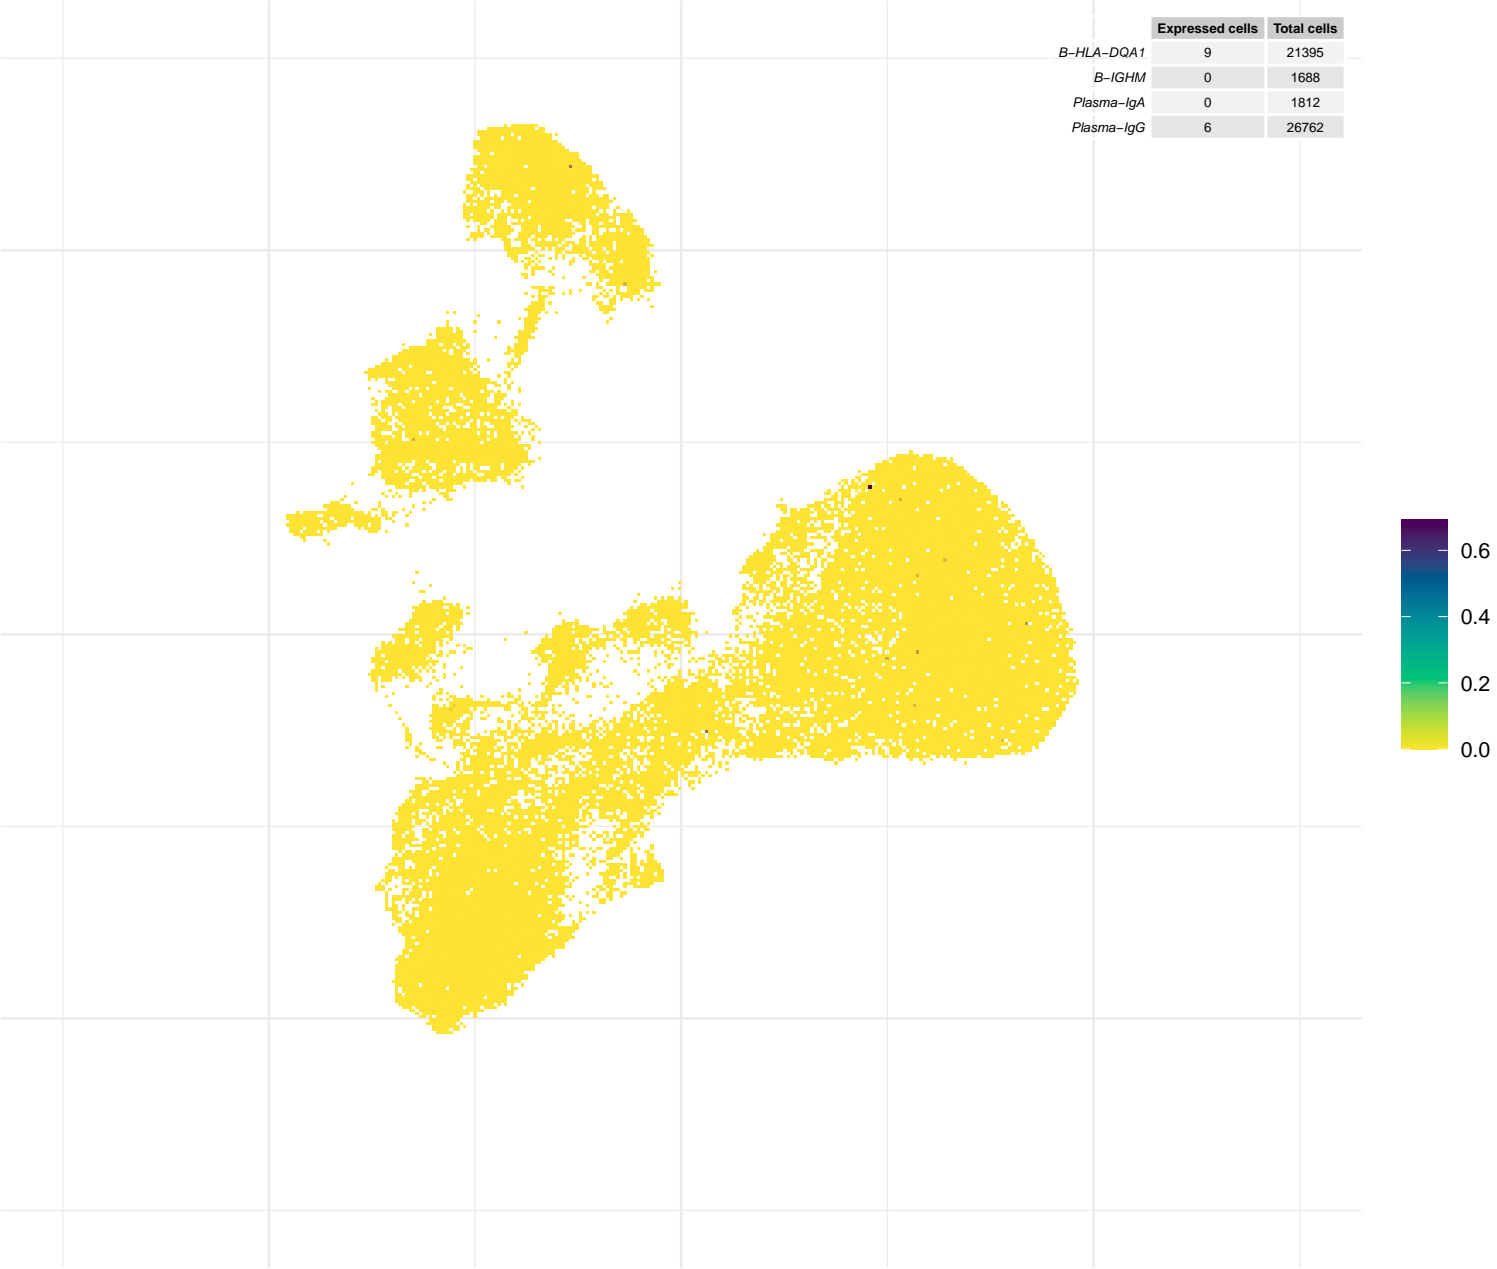 Expressed cells Total cells
B−HLA−DQA1 9 21395
B−IGHM 0 1688
Plasma−IgA 0 1812
Plasma−IgG 6 26762
0.6
0.4
0.2
0.0